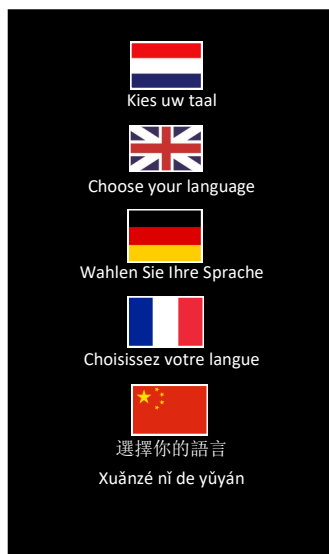 Kies uw taal
Choose your language
Wahlen Sie Ihre Sprache
Choisissez votre langue
選擇你的語言
Xuǎnzé nǐ de yǔyán